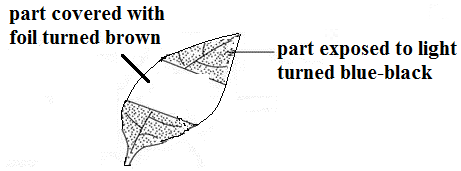 part covered with
foil turned brown
part exposed to light
turned blue-black